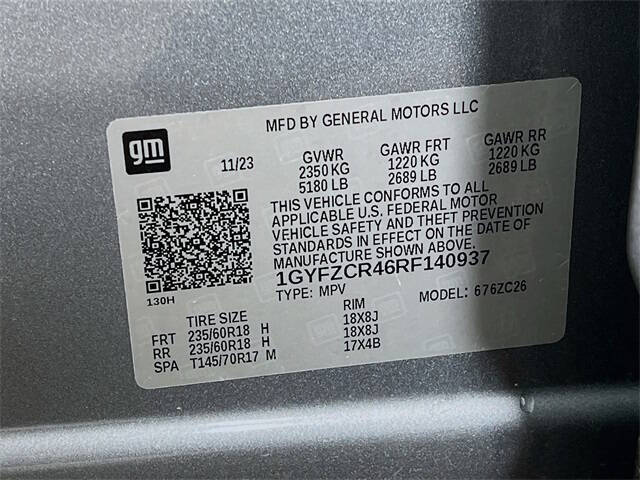 MFD BY GENERAL MOTORS LLC
gm
11/23 GVWR GAWR FRT GAWR RR
2350 KG 1220 KG 1220 KG
5180 LB 2689 LB 2689 LB
THIS VEHICLE CONFORMS TO ALL
APPLICABLE U.S. FEDERAL MOTOR
VEHICLE SAFETY AND THEFT PREVENTION
STANDARDS IN EFFECT ON THE DATE OF
MANUFACTURE SHOWN ABOVE.
1GYFZCR46RF140937
130H
TYPE: MPV MODEL: 676ZC26
TIRE SIZE RIM
FRT 235/60R18 H 18X8J
RR 235/60R18 H 18X8J
SPA T145/70R17 M 17X4B